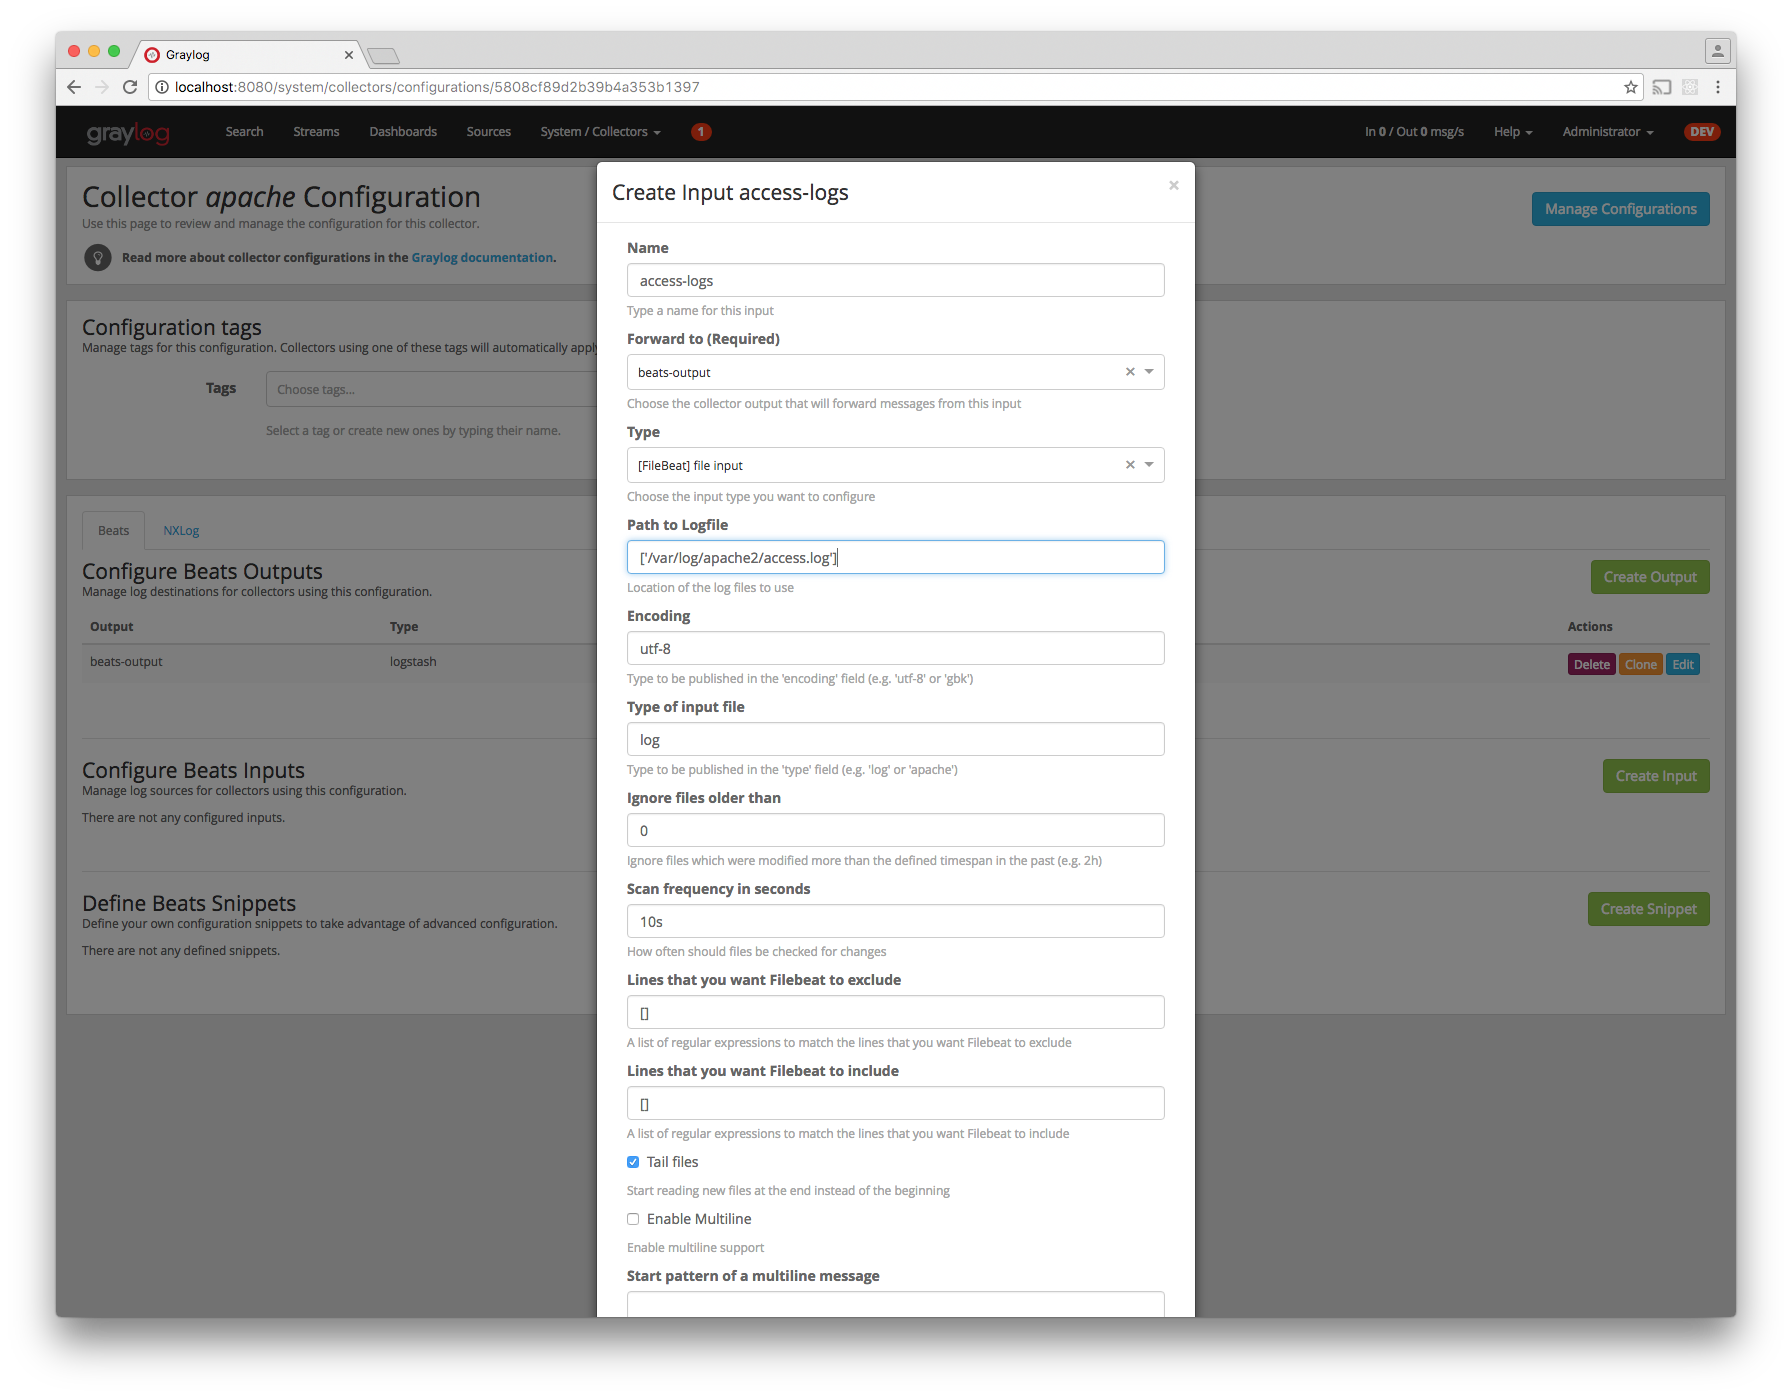 Graylog
localhost:8080/system/collectors/configurations/5808cf89d2b39b4a353b1397
graylog Search Streams Dashboards Sources System / Collectors 1 In 0 / Out 0 msg/s Help Administrator DEV
Collector apache Configuration
Use this page to review and manage the configuration for this collector.
Read more about collector configurations in the Graylog documentation.
Manage Configurations
Configuration tags
Manage tags for this configuration. Collectors using one of these tags will automatically apply
Tags Choose tags...
Select a tag or create new ones by typing their name.
Beats NXLog
Configure Beats Outputs
Manage log destinations for collectors using this configuration.
Create Output
Output Type Actions
beats-output logstash Delete Clone Edit
Configure Beats Inputs
Manage log sources for collectors using this configuration.
Create Input
There are not any configured inputs.
Define Beats Snippets
Define your own configuration snippets to take advantage of advanced configuration.
Create Snippet
There are not any defined snippets.
Create Input access-logs
Name
access-logs
Type a name for this input
Forward to (Required)
beats-output
Choose the collector output that will forward messages from this input
Type
[FileBeat] file input
Choose the input type you want to configure
Path to Logfile
['/var/log/apache2/access.log']
Location of the log files to use
Encoding
utf-8
Type to be published in the 'encoding' field (e.g. 'utf-8' or 'gbk')
Type of input file
log
Type to be published in the 'type' field (e.g. 'log' or 'apache')
Ignore files older than
0
Ignore files which were modified more than the defined timespan in the past (e.g. 2h)
Scan frequency in seconds
10s
How often should files be checked for changes
Lines that you want Filebeat to exclude
[]
A list of regular expressions to match the lines that you want Filebeat to exclude
Lines that you want Filebeat to include
[]
A list of regular expressions to match the lines that you want Filebeat to include
Tail files
Start reading new files at the end instead of the beginning
Enable Multiline
Enable multiline support
Start pattern of a multiline message